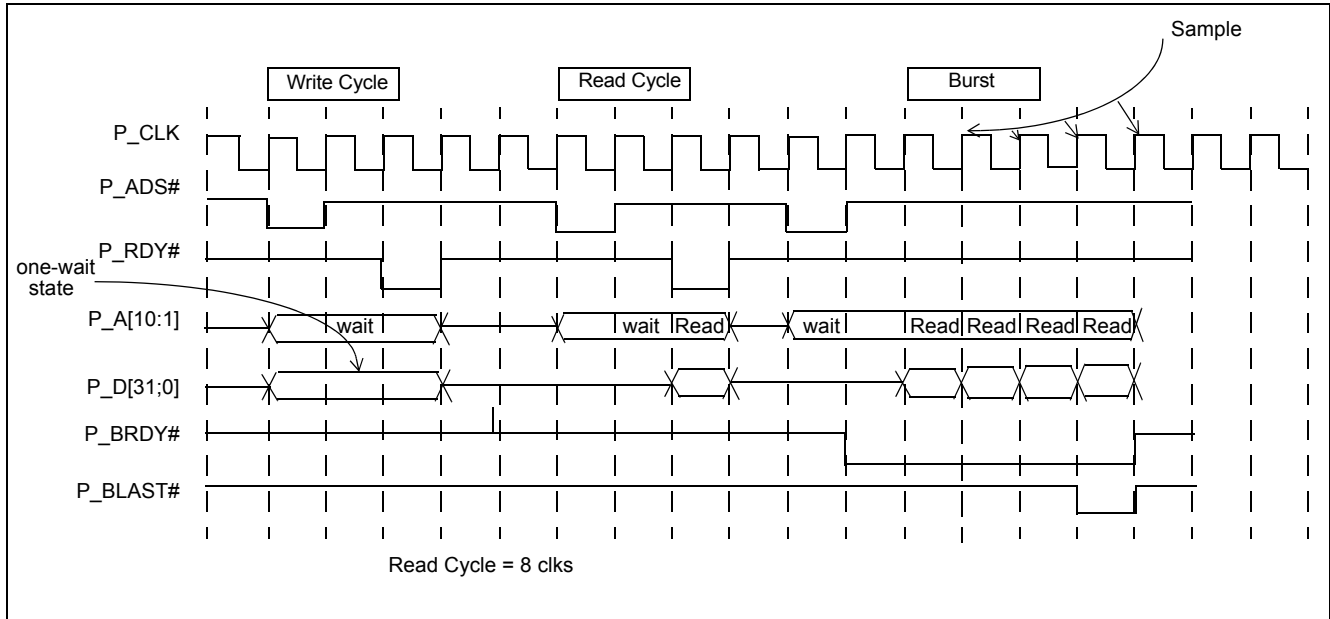 Sample
Write Cycle
Read Cycle
Burst
P_CLK
P_ADS#
P_RDY#
one-wait
state
P_A[10:1]
wait
wait
Read
wait
Read
Read
Read
Read
P_D[31;0]
P_BRDY#
P_BLAST#
Read Cycle = 8 clks